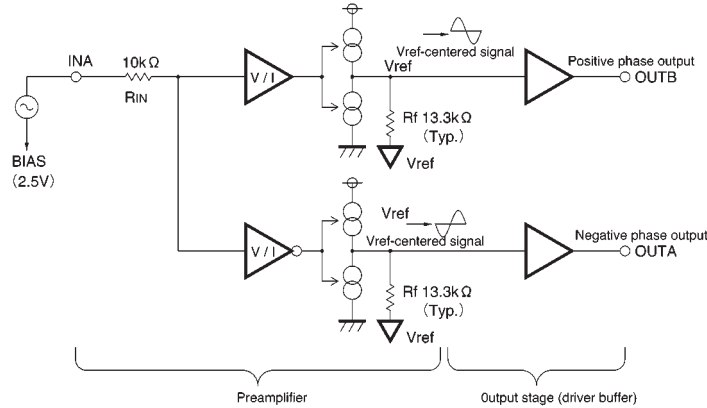 INA
10kΩ
RIN
BIAS
(2.5V)
V / I
Vref-centered signal
Vref
Rf 13.3kΩ
(Typ.)
Vref
Positive phase output
OUTB
V / I
Vref
Vref-centered signal
Rf 13.3kΩ
(Typ.)
Vref
Negative phase output
OUTA
Preamplifier
Output stage (driver buffer)